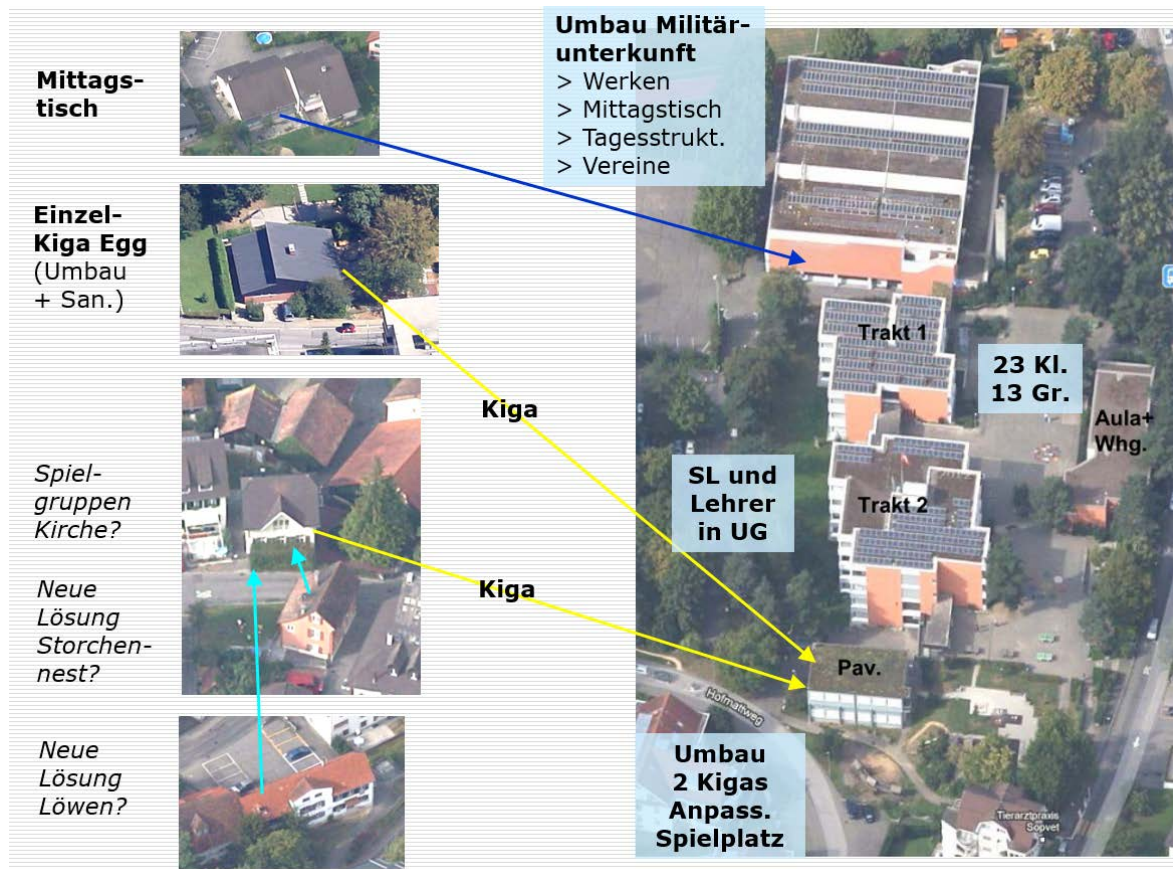 Mittags-
tisch
Einzel-
Kiga Egg
(Umbau
+ San.)
Spiel-
gruppen
Kirche?
Neue
Lösung
Storchen-
nest?
Neue
Lösung
Löwen?
Kiga
Kiga
Umbau Militär-
unterkunft
> Werken
> Mittagstisch
> Tagesstrukt.
> Vereine
Trakt 1
23 Kl.
13 Gr.
Aula+
Whg.
SL und
Lehrer
in UG
Trakt 2
Pav.
Hofmattweg
Umbau
2 Kigas
Anpass.
Spielplatz
Tierarztpraxis
Sopvet